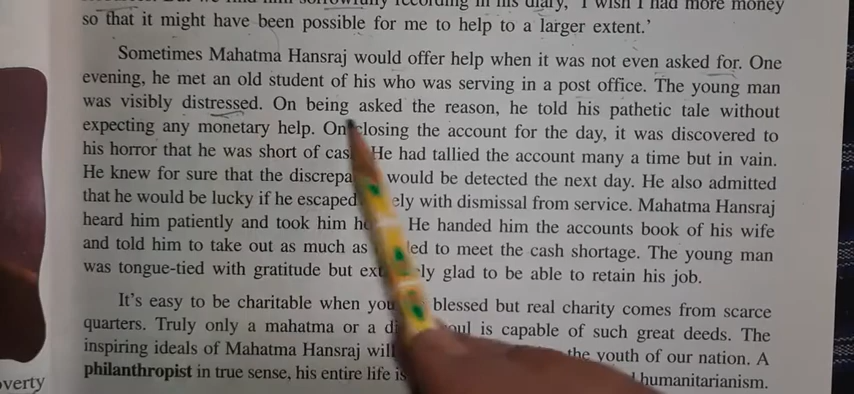 sorrowfully recording in his diary, 'I wish I had more money
so that it might have been possible for me to help to a larger extent.'
Sometimes Mahatma Hansraj would offer help when it was not even asked for. One
evening, he met an old student of his who was serving in a post office. The young man
was visibly distressed. On being asked the reason, he told his pathetic tale without
expecting any monetary help. On closing the account for the day, it was discovered to
his horror that he was short of cas He had tallied the account many a time but in vain.
He knew for sure that the discrepa would be detected the next day. He also admitted
that he would be lucky if he escaped ely with dismissal from service. Mahatma Hansraj
heard him patiently and took him He handed him the accounts book of his wife
and told him to take out as much as ed to meet the cash shortage. The young man
was tongue-tied with gratitude but ext ly glad to be able to retain his job.
It's easy to be charitable when you blessed but real charity comes from scarce
quarters. Truly only a mahatma or a d soul is capable of such great deeds. The
inspiring ideals of Mahatma Hansraj will the youth of our nation. A
philanthropist in true sense, his entire life is humanitarianism.
verty